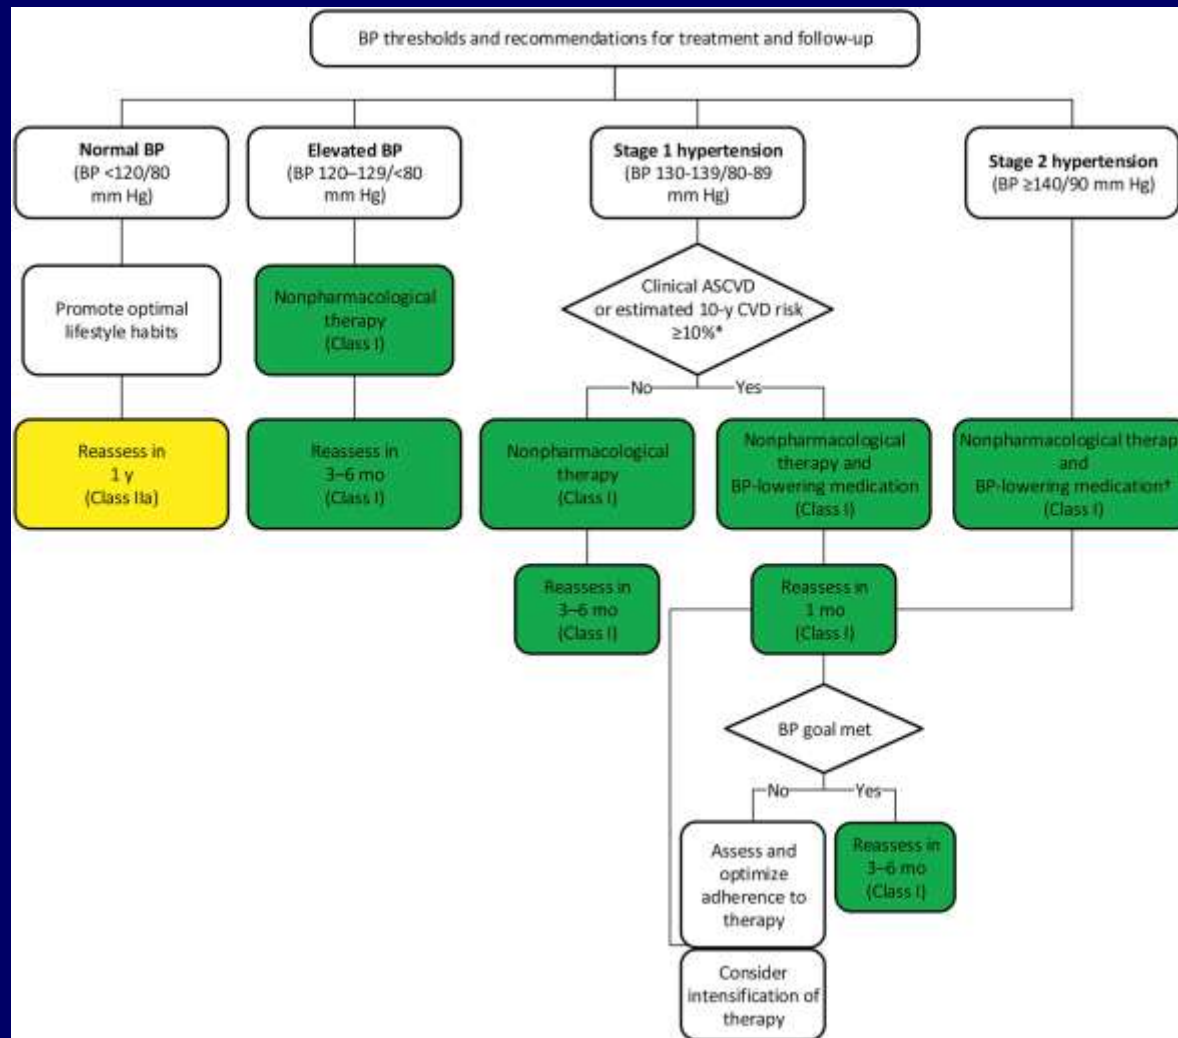 BP thresholds and recommendations for treatment and follow-up
Normal BP
(BP <120/80
mm Hg)
Elevated BP
(BP 120–129/<80
mm Hg)
Stage 1 hypertension
(BP 130-139/80-89
mm Hg)
Stage 2 hypertension
(BP ≥140/90 mm Hg)
Promote optimal
lifestyle habits
Nonpharmacological
therapy
(Class I)
Clinical ASCVD
or estimated 10-y CVD risk
≥10%*
No
Yes
Reassess in
1 y
(Class IIa)
Reassess in
3–6 mo
(Class I)
Nonpharmacological
therapy
(Class I)
Nonpharmacological
therapy and
BP-lowering medication
(Class I)
Nonpharmacological therap
and
BP-lowering medication†
(Class I)
Reassess in
3–6 mo
(Class I)
Reassess in
1 mo
(Class I)
BP goal met
No
Yes
Assess and
optimize
adherence to
therapy
Reassess in
3–6 mo
(Class I)
Consider
intensification of
therapy